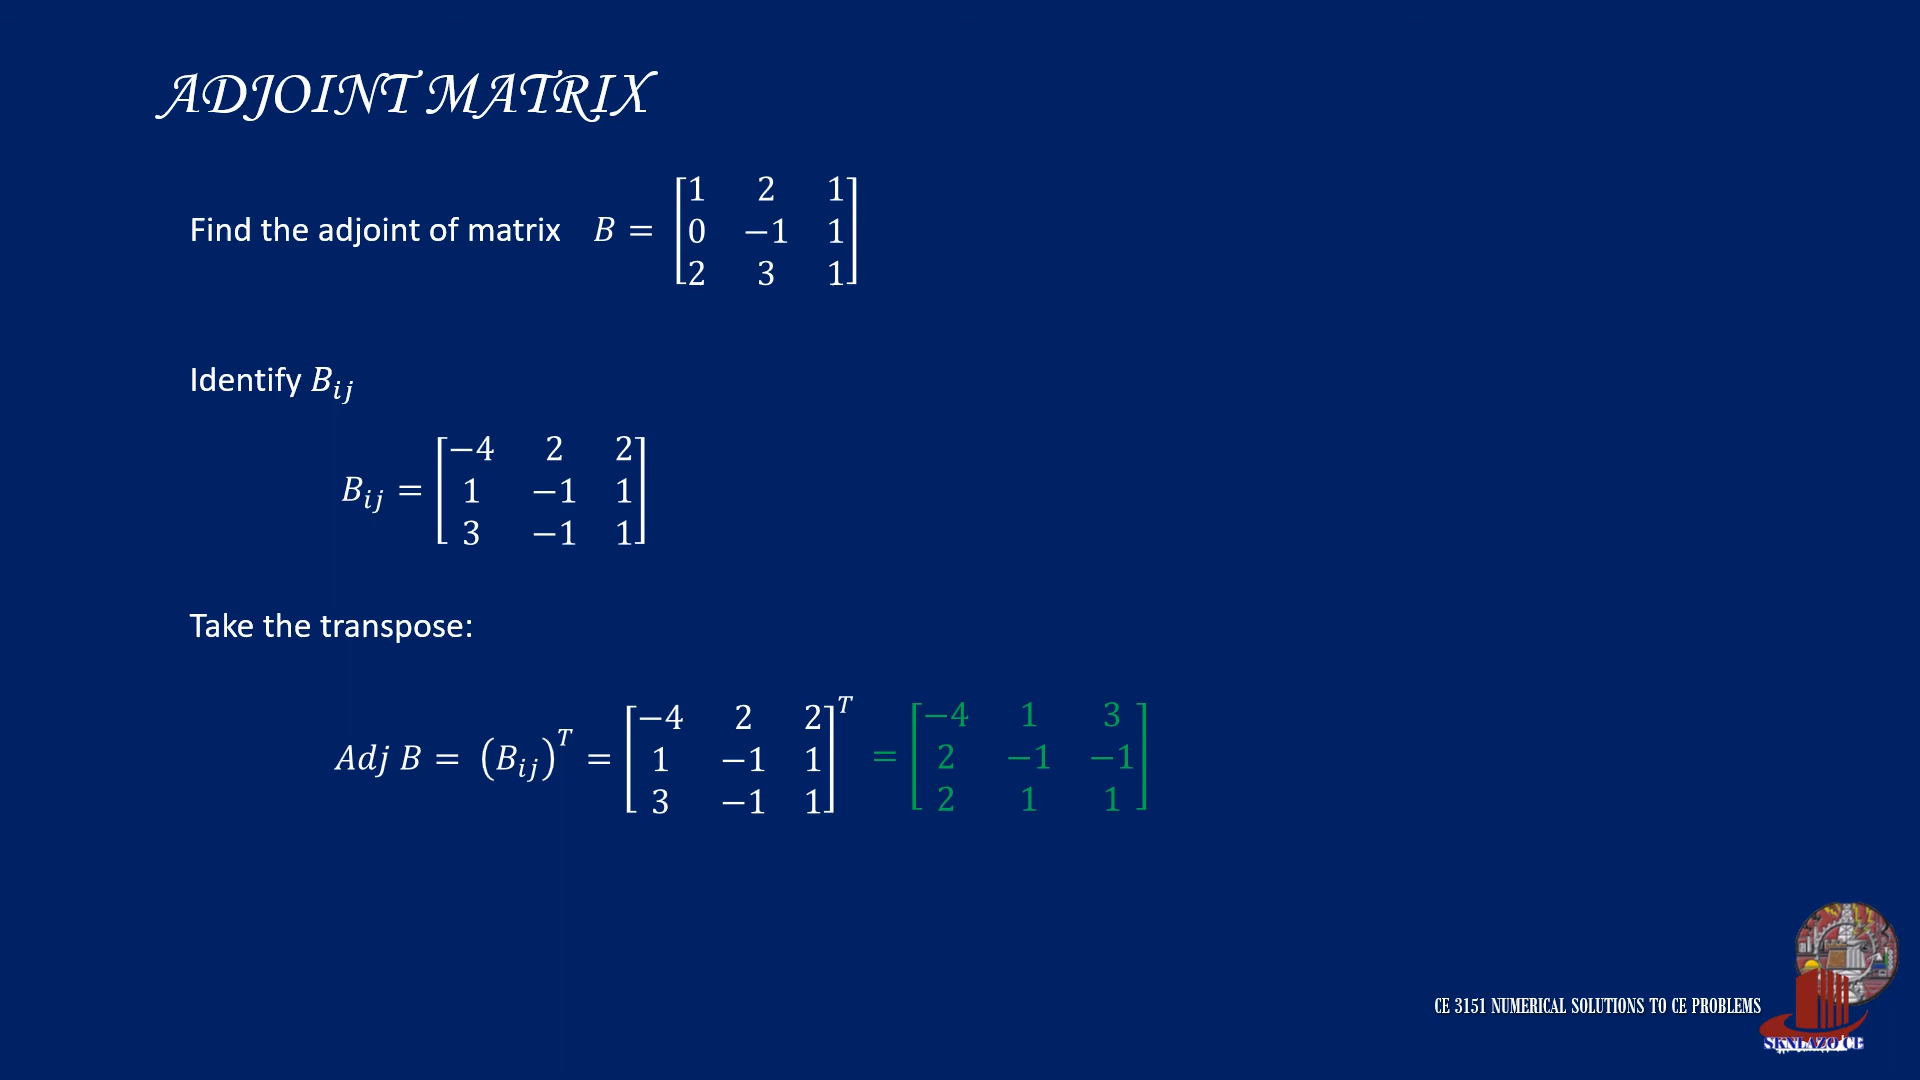 ADJOINT MATRIX
Find the adjoint of matrix B = [1 2 1
0 −1 1
2 3 1]
Identify B_ij
B_ij = [−4 2 2
1 −1 1
3 −1 1]
Take the transpose:
Adj B = (B_ij)^T = [−4 2 2
1 −1 1
3 −1 1]^T = [−4 1 3
2 −1 −1
2 1 1]
CE 3151 NUMERICAL SOLUTIONS TO CE PROBLEMS
SKNLAZO CE